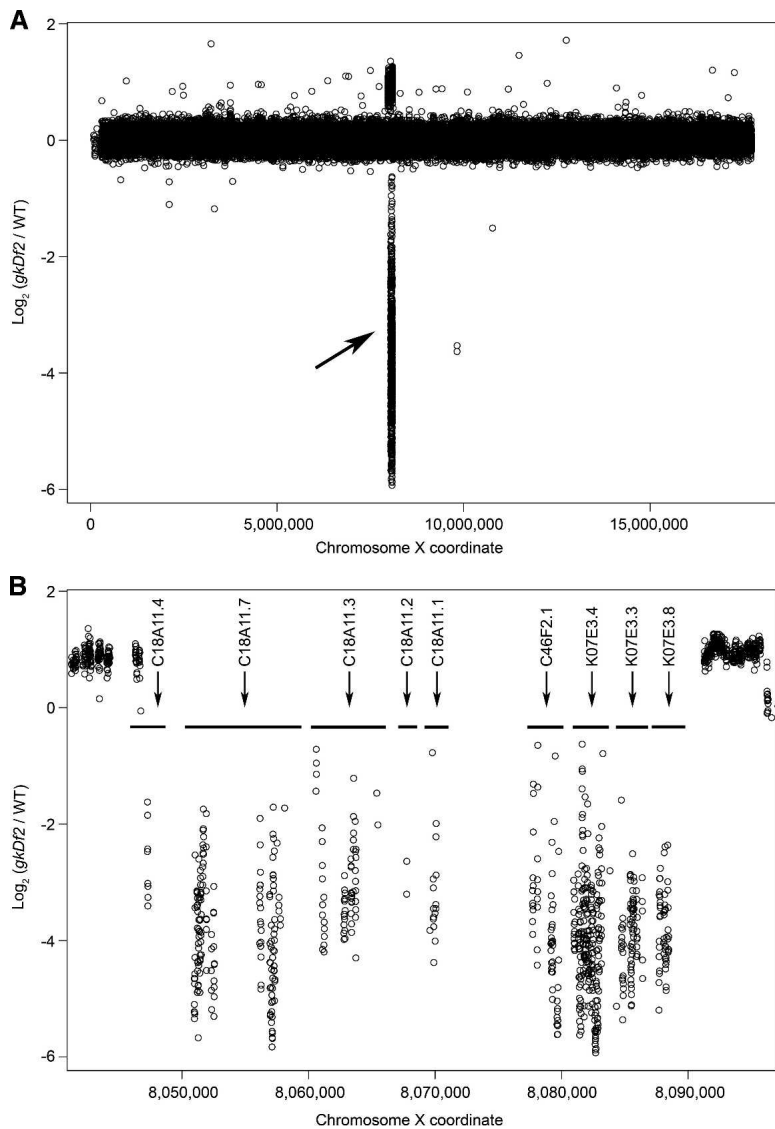 A
2
0
-2
-4
-6
Log2 (gkDf2 / WT)
0
5,000,000
10,000,000
15,000,000
Chromosome X coordinate
B
2
0
-2
-4
-6
Log2 (gkDf2 / WT)
C18A11.4
C18A11.7
C18A11.3
C18A11.2
C18A11.1
C46F2.1
K07E3.4
K07E3.3
K07E3.8
8,050,000
8,060,000
8,070,000
8,080,000
8,090,000
Chromosome X coordinate